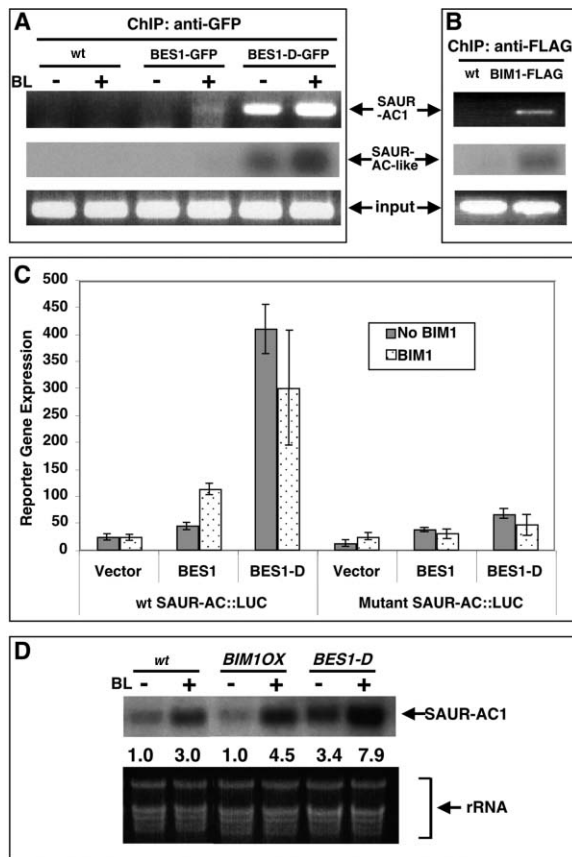 A
ChIP: anti-GFP
wt BES1-GFP BES1-D-GFP
BL - + - + - +
SAUR
-AC1
SAUR-
AC-like
input
B
ChIP: anti-FLAG
wt BIM1-FLAG
C
Reporter Gene Expression
500
450
400
350
300
250
200
150
100
50
0
No BIM1
BIM1
Vector BES1 BES1-D Vector BES1 BES1-D
wt SAUR-AC::LUC Mutant SAUR-AC::LUC
D
wt BIM1OX BES1-D
BL - + - + - +
SAUR-AC1
1.0 3.0 1.0 4.5 3.4 7.9
rRNA